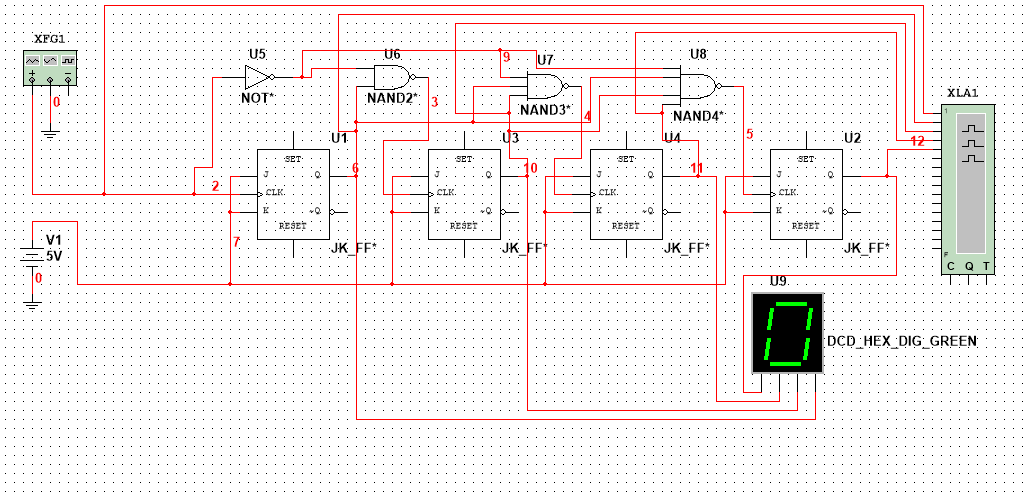 XFG1
0
U5
NOT*
U6
NAND2*
3
9
U7
NAND3*
4
U8
NAND4*
5
XLA1
1
12
F
C Q T
2
U1
SET
J Q
CLK
K ~Q
RESET
JK_FF*
6
7
U3
SET
J Q
CLK
K ~Q
RESET
JK_FF*
10
U4
SET
J Q
CLK
K ~Q
RESET
JK_FF*
11
U2
SET
J Q
CLK
K ~Q
RESET
JK_FF*
V1
5V
0
U9
0
DCD_HEX_DIG_GREEN